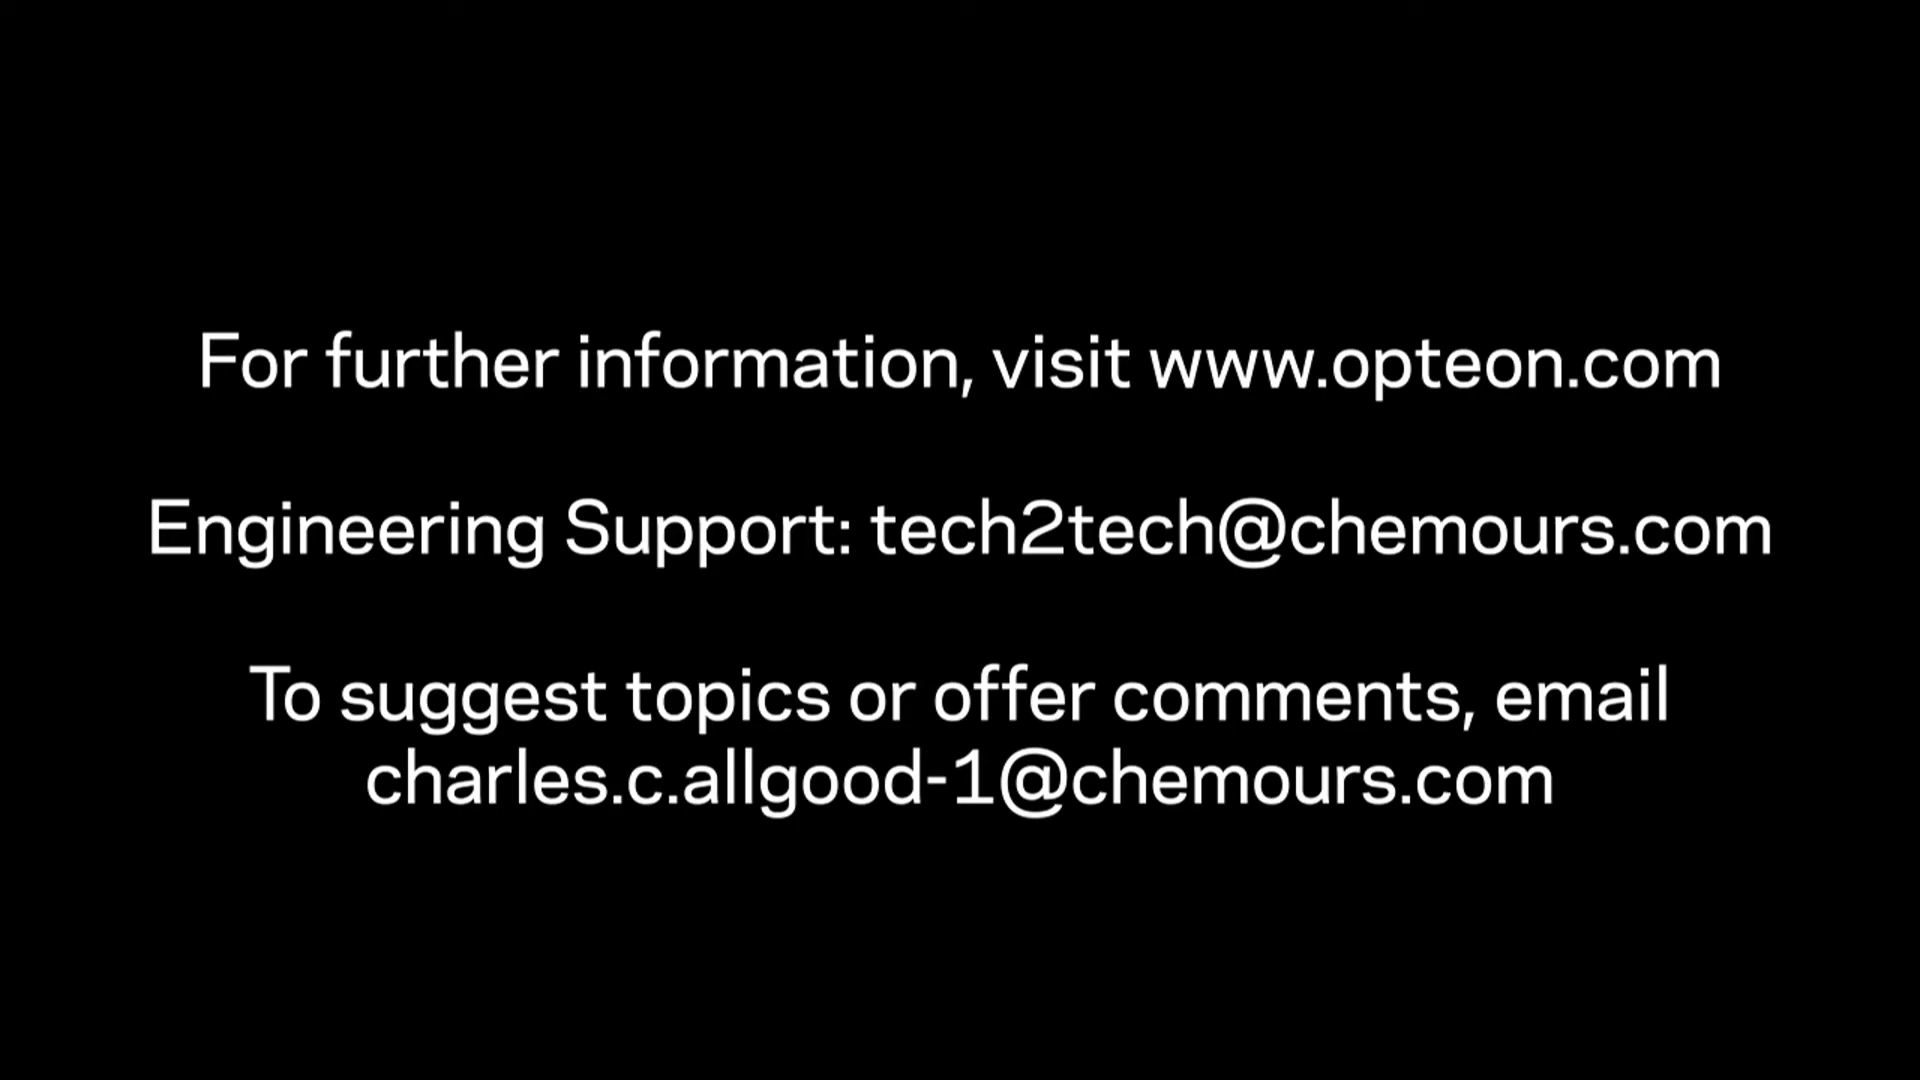 For further information, visit www.opteon.com
Engineering Support: tech2tech@chemours.com
To suggest topics or offer comments, email
charles.c.allgood-1@chemours.com